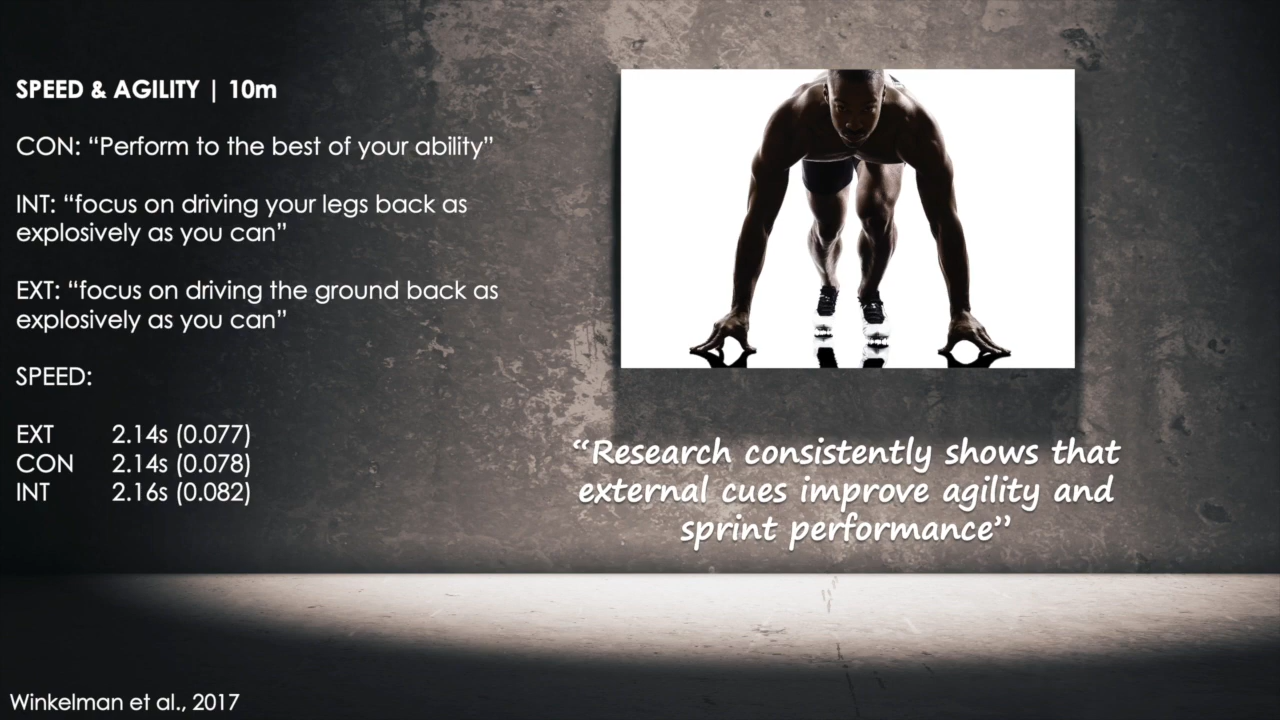 SPEED & AGILITY | 10m
CON: “Perform to the best of your ability”
INT: “focus on driving your legs back as
explosively as you can”
EXT: “focus on driving the ground back as
explosively as you can”
SPEED:
EXT 2.14s (0.077)
CON 2.14s (0.078)
INT 2.16s (0.082)
“Research consistently shows that
external cues improve agility and
sprint performance”
Winkelman et al., 2017